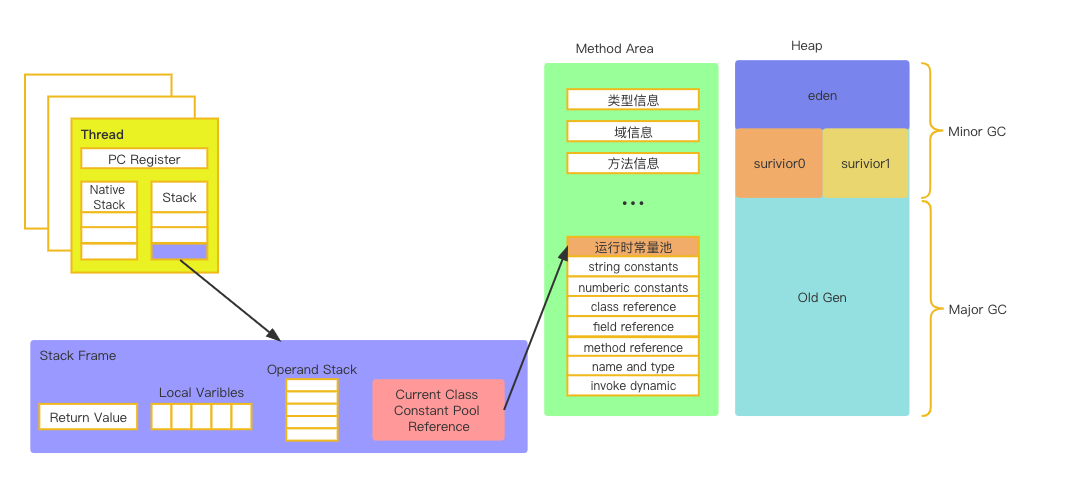 Thread
PC Register
Native
Stack
Stack
Stack Frame
Return Value
Local Varibles
Operand Stack
Current Class
Constant Pool
Reference
Method Area
类型信息
域信息
方法信息
...
运行时常量池
string constants
numberic constants
class reference
field reference
method reference
name and type
invoke dynamic
Heap
eden
surivior0
surivior1
Old Gen
Minor GC
Major GC